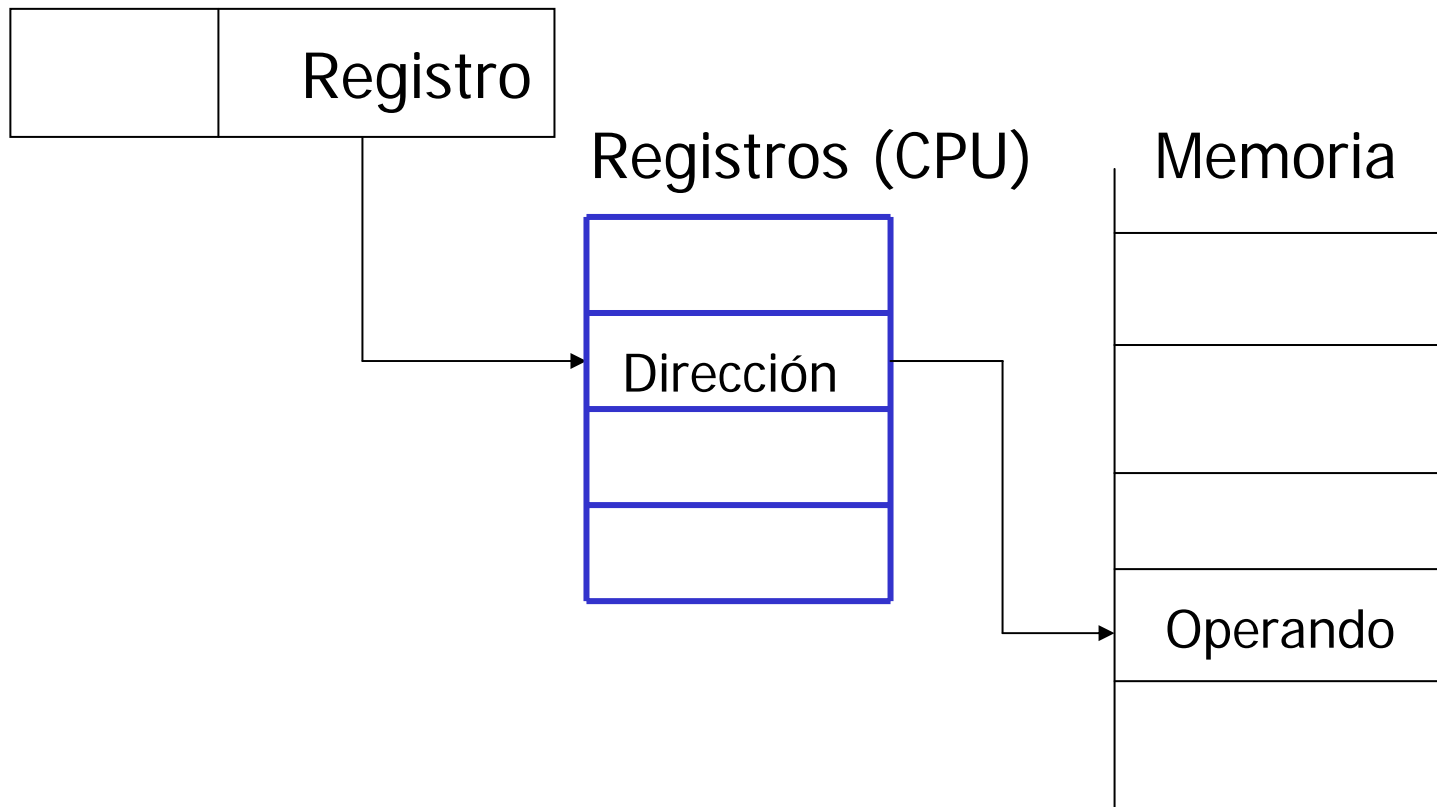 Registro
Registros (CPU)
Memoria
Dirección
Operando